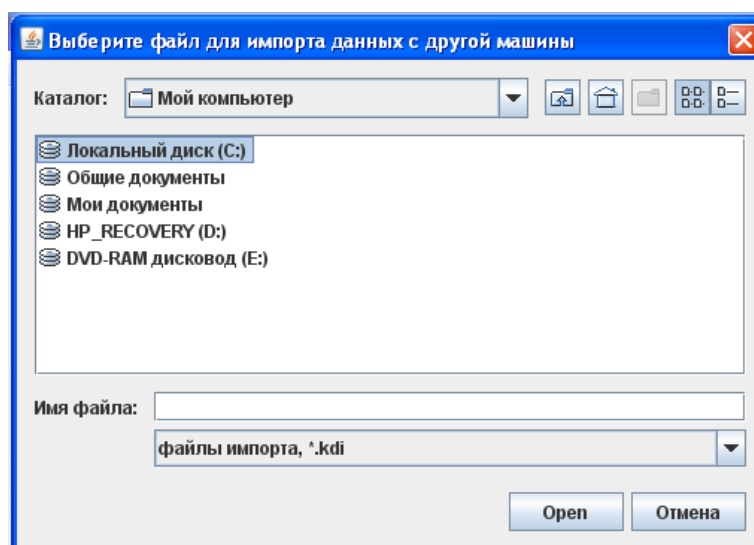 Выберите файл для импорта данных с другой машины
Каталог: Мой компьютер
Локальный диск (C:)
Общие документы
Мои документы
HP_RECOVERY (D:)
DVD-RAM дисковод (E:)
Имя файла:
файлы импорта, *.kdi
Open Отмена